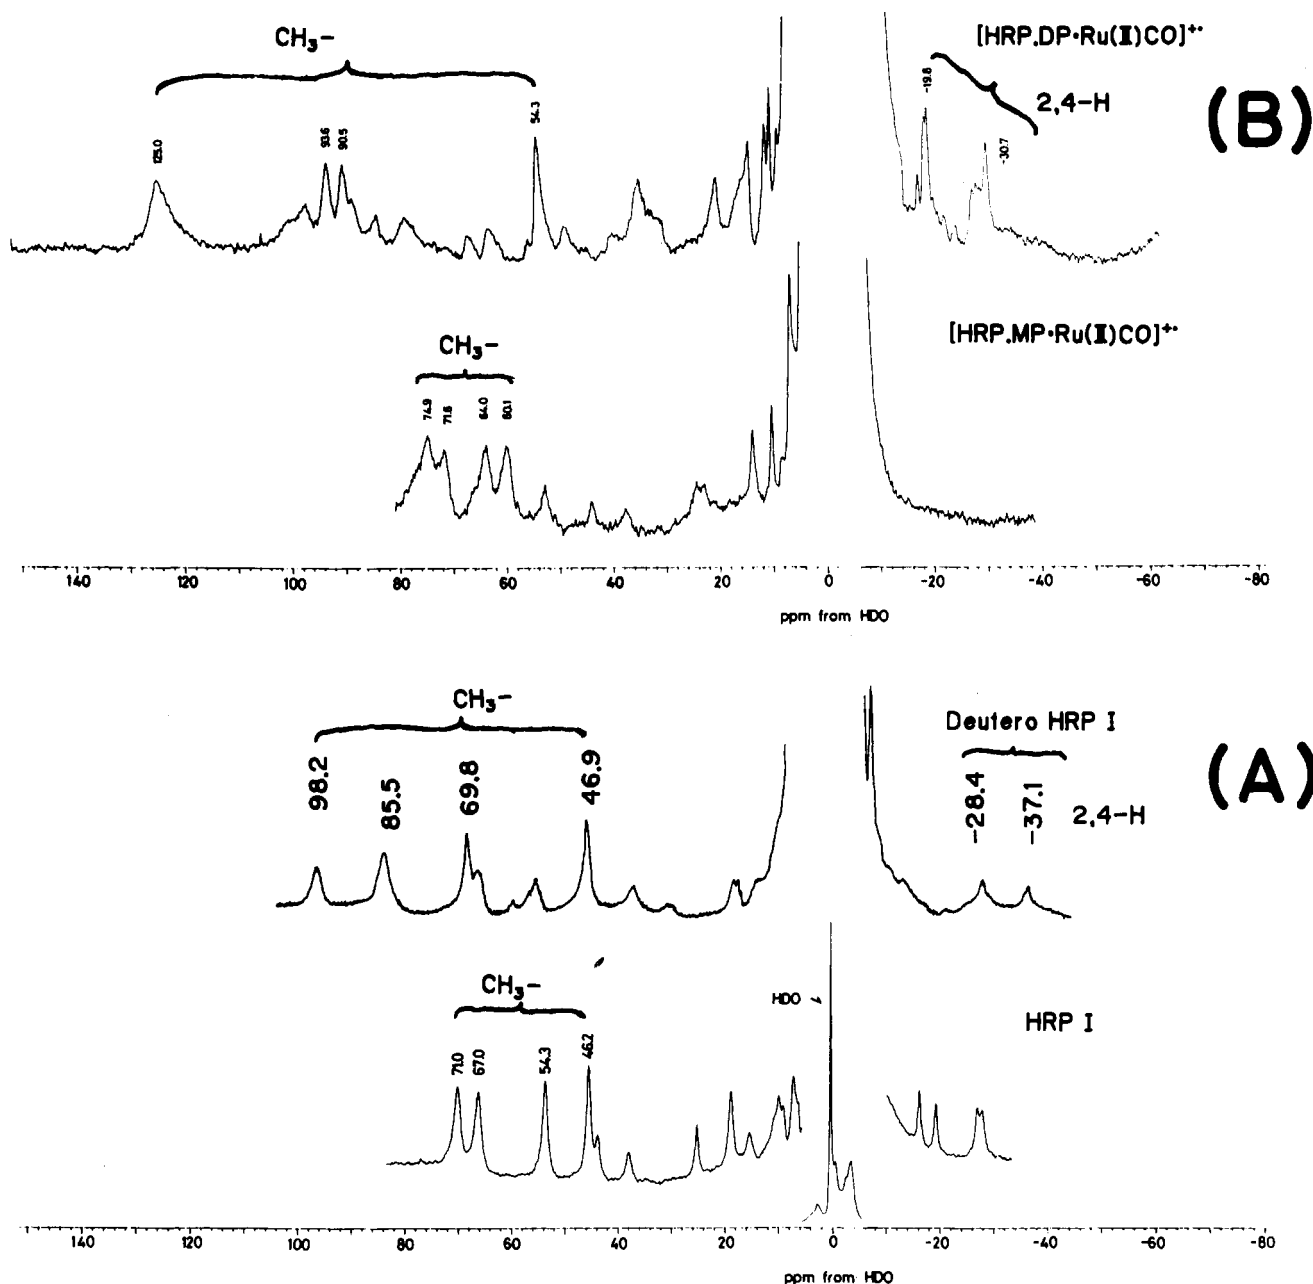 CH₃-
[HRP.DP·Ru(II)CO]⁺·
125.0
93.6
90.5
54.3
-19.8
2,4-H
-30.7
(B)
CH₃-
[HRP.MP·Ru(II)CO]⁺·
74.9
71.6
64.0
60.1
140 120 100 80 60 40 20 0 -20 -40 -60 -80
ppm from HDO
CH₃-
Deutero HRP I
98.2
85.5
69.8
46.9
-28.4
-37.1
2,4-H
(A)
CH₃-
HDO
HRP I
71.0
67.0
54.3
46.2
140 120 100 80 60 40 20 0 -20 -40 -60 -80
ppm from HDO